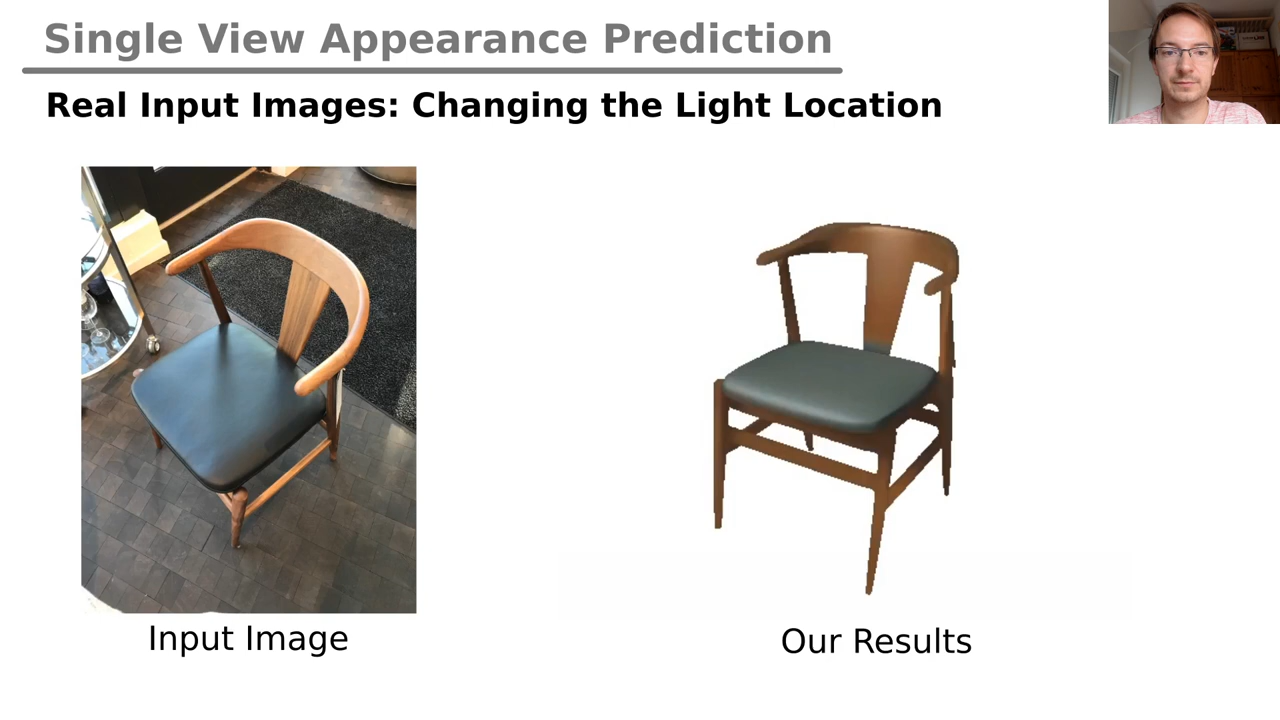 Single View Appearance Prediction
Real Input Images: Changing the Light Location
Input Image
Our Results